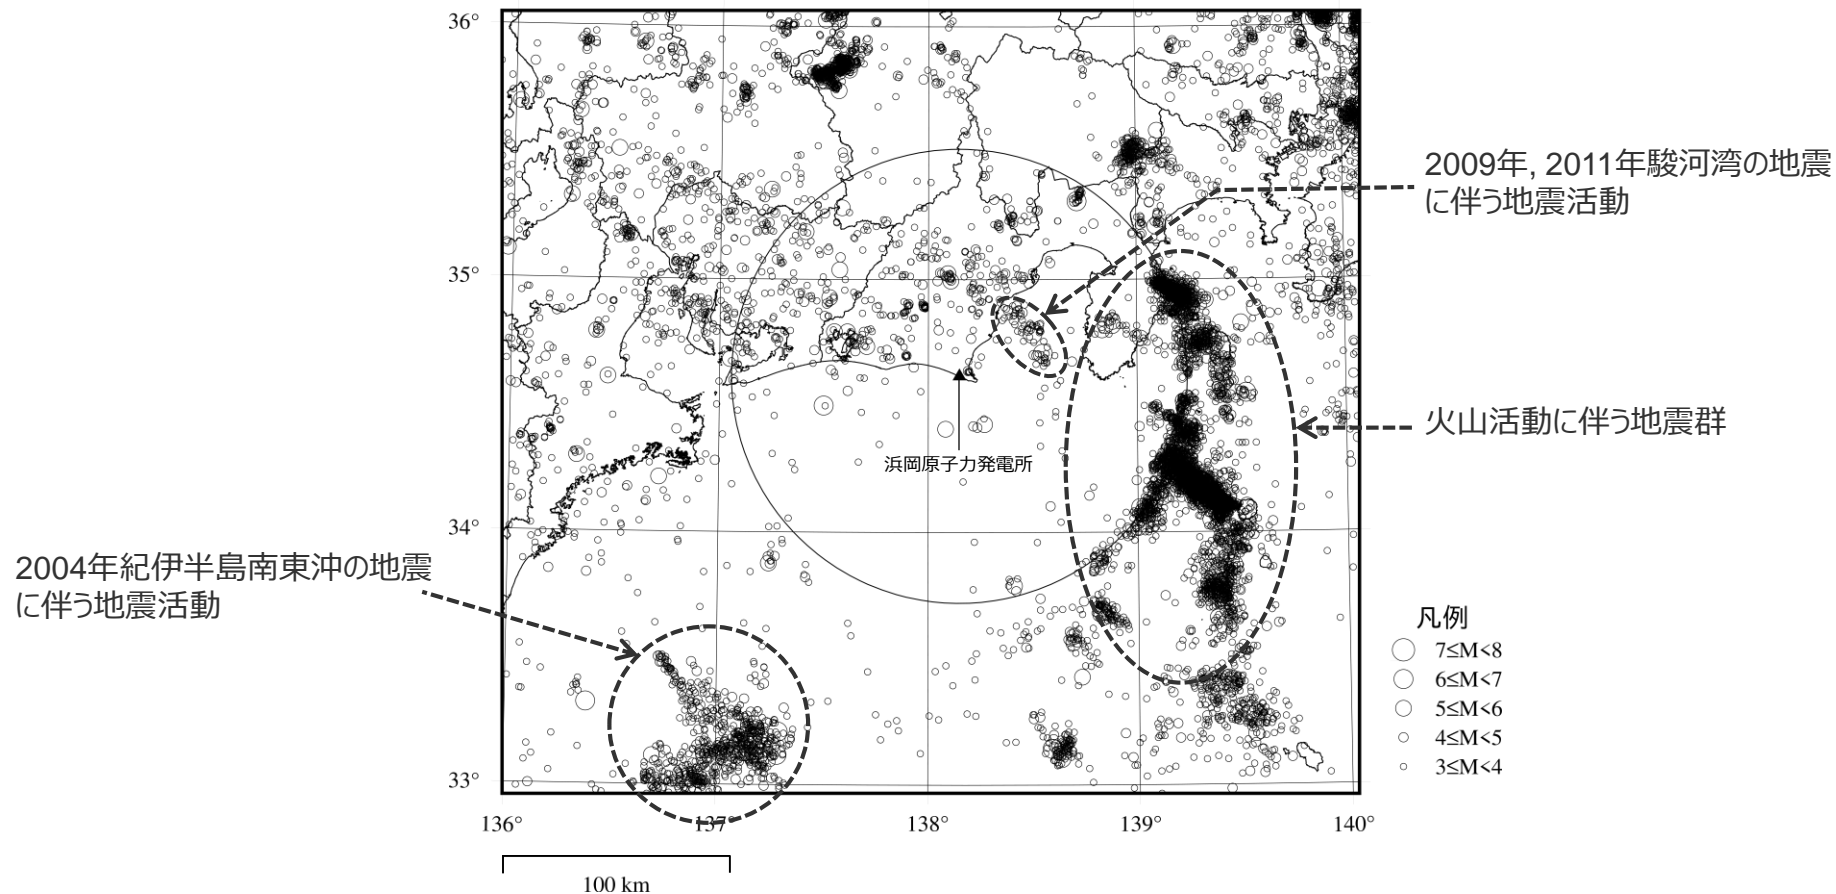 36°
2009年, 2011年駿河湾の地震
に伴う地震活動
35°
火山活動に伴う地震群
浜岡原子力発電所
34°
2004年紀伊半島南東沖の地震
に伴う地震活動
凡例
7≤M<8
6≤M<7
5≤M<6
4≤M<5
3≤M<4
33°
136° 137° 138° 139° 140°
100 km